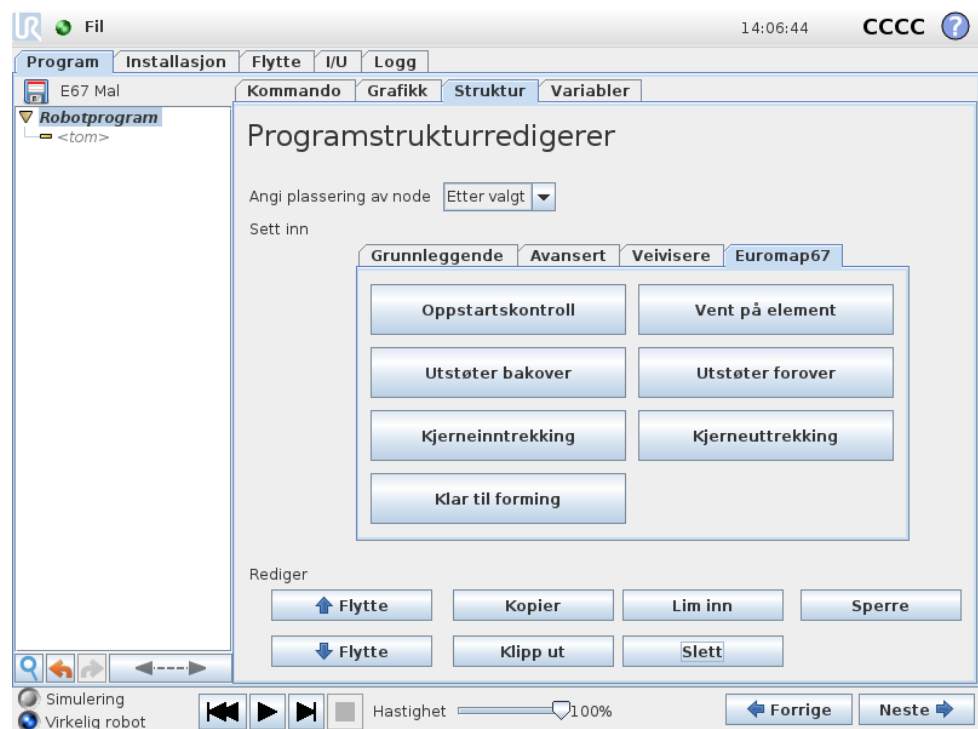 UR Fil 14:06:44 CCCC ?
Program Installasjon Flytte I/U Logg
E67 Mal
Kommando Grafikk Struktur Variabler
Robotprogram
<tom>
Programstrukturredigerer
Angi plassering av node Etter valgt
Sett inn
Grunnleggende Avansert Veivisere Euromap67
Oppstartskontroll Vent på element
Utstøter bakover Utstøter forover
Kjerneinntrekking Kjerneuttrekking
Klar til forming
Rediger
Flytte Kopier Lim inn Sperre
Flytte Klipp ut Slett
Simulering
Virkelig robot
Hastighet 100%
Forrige Neste